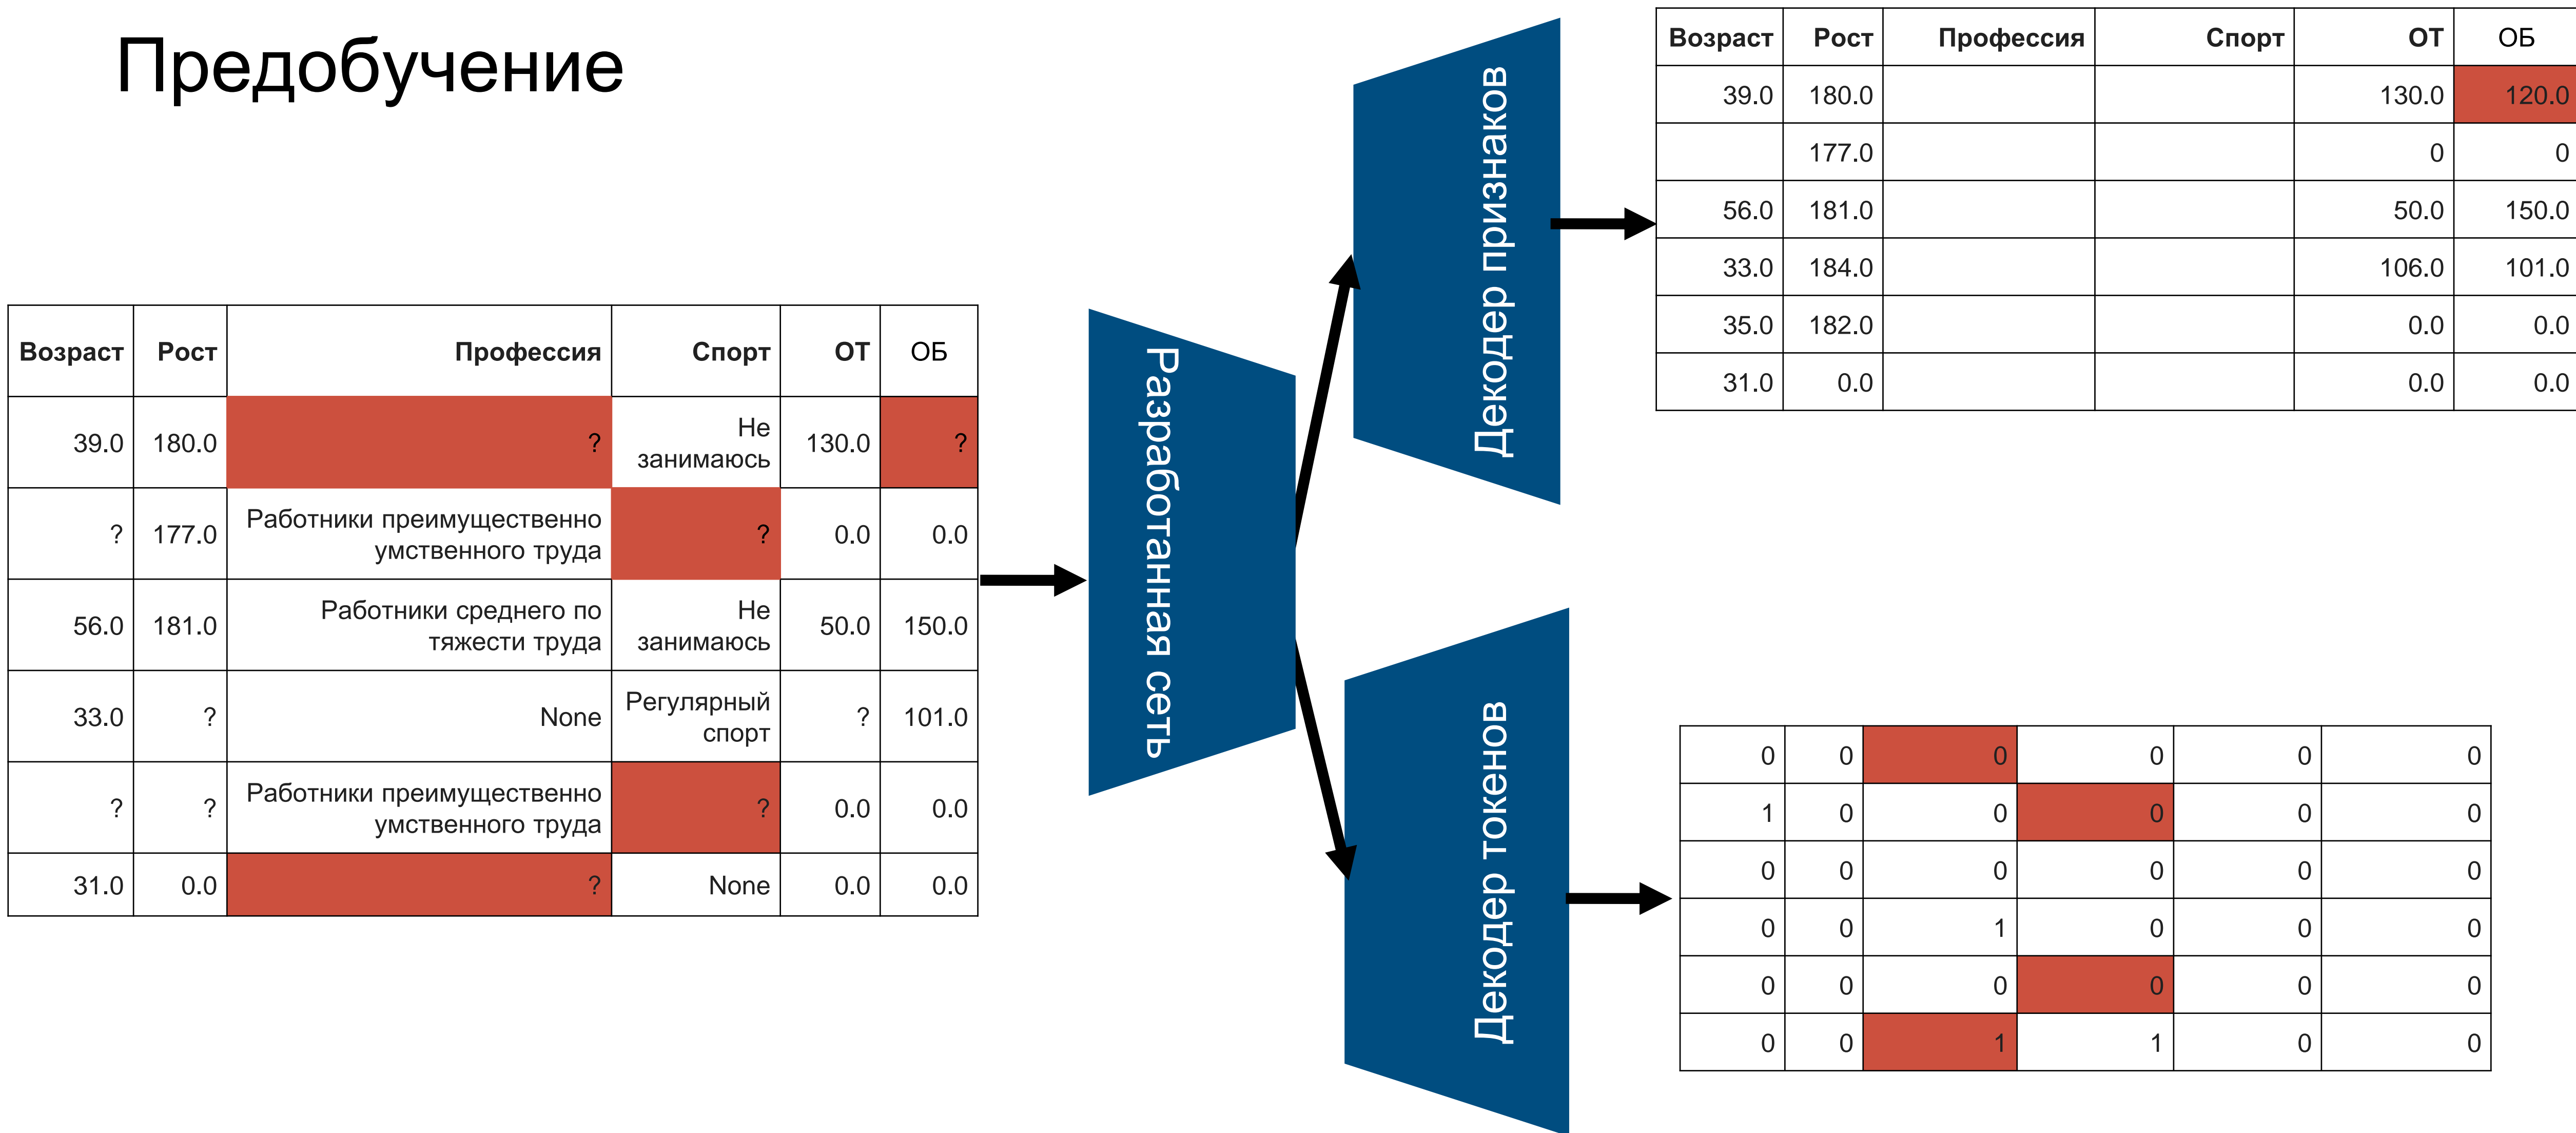 Предобучение
Возраст Рост Профессия Спорт ОТ ОБ
39.0 180.0 ? Не
занимаюсь 130.0 ?
? 177.0 Работники преимущественно
умственного труда ? 0.0 0.0
56.0 181.0 Работники среднего по
тяжести труда Не
занимаюсь 50.0 150.0
33.0 ? None Регулярный
спорт ? 101.0
? ? Работники преимущественно
умственного труда ? 0.0 0.0
31.0 0.0 ? None 0.0 0.0
Разработанная сеть
Декодер признаков
Возраст Рост Профессия Спорт ОТ ОБ
39.0 180.0 130.0 120.0
177.0 0 0
56.0 181.0 50.0 150.0
33.0 184.0 106.0 101.0
35.0 182.0 0.0 0.0
31.0 0.0 0.0 0.0
Декодер токенов
0 0 0 0 0 0
1 0 0 0 0 0
0 0 0 0 0 0
0 0 1 0 0 0
0 0 0 0 0 0
0 0 1 1 0 0